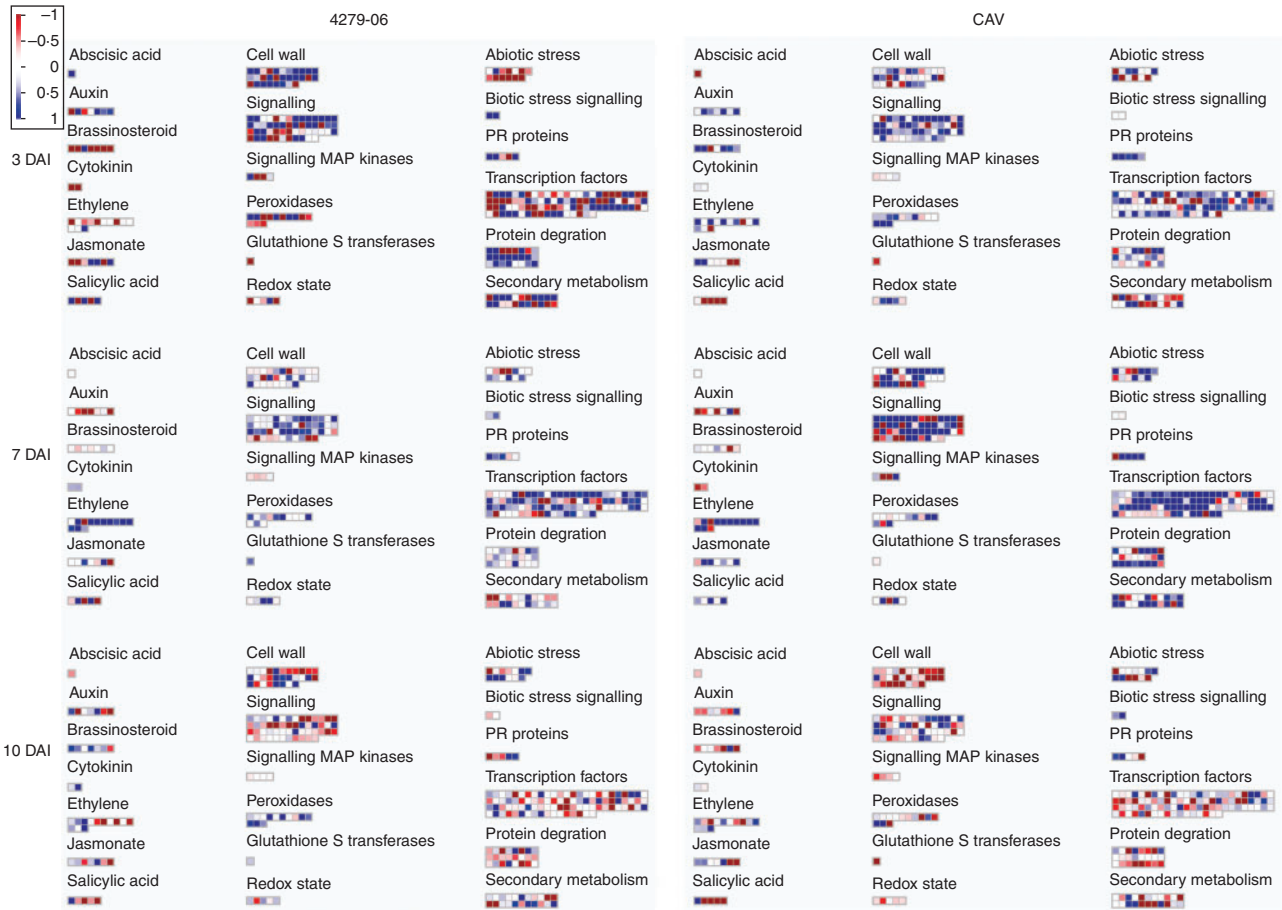 4279-06 CAV
−1
−0·5
0
0·5
1
3 DAI
Abscisic acid Cell wall Abiotic stress
Auxin Signalling Biotic stress signalling
Brassinosteroid PR proteins
Cytokinin Signalling MAP kinases Transcription factors
Ethylene Peroxidases
Jasmonate Glutathione S transferases Protein degration
Salicylic acid Redox state Secondary metabolism
Abscisic acid Cell wall Abiotic stress
Auxin Signalling Biotic stress signalling
Brassinosteroid PR proteins
Cytokinin Signalling MAP kinases Transcription factors
Ethylene Peroxidases
Jasmonate Glutathione S transferases Protein degration
Salicylic acid Redox state Secondary metabolism
7 DAI
Abscisic acid Cell wall Abiotic stress
Auxin Signalling Biotic stress signalling
Brassinosteroid PR proteins
Cytokinin Signalling MAP kinases Transcription factors
Ethylene Peroxidases
Jasmonate Glutathione S transferases Protein degration
Salicylic acid Redox state Secondary metabolism
Abscisic acid Cell wall Abiotic stress
Auxin Signalling Biotic stress signalling
Brassinosteroid PR proteins
Cytokinin Signalling MAP kinases Transcription factors
Ethylene Peroxidases
Jasmonate Glutathione S transferases Protein degration
Salicylic acid Redox state Secondary metabolism
10 DAI
Abscisic acid Cell wall Abiotic stress
Auxin Signalling Biotic stress signalling
Brassinosteroid PR proteins
Cytokinin Signalling MAP kinases Transcription factors
Ethylene Peroxidases
Jasmonate Glutathione S transferases Protein degration
Salicylic acid Redox state Secondary metabolism
Abscisic acid Cell wall Abiotic stress
Auxin Signalling Biotic stress signalling
Brassinosteroid PR proteins
Cytokinin Signalling MAP kinases Transcription factors
Ethylene Peroxidases
Jasmonate Glutathione S transferases Protein degration
Salicylic acid Redox state Secondary metabolism